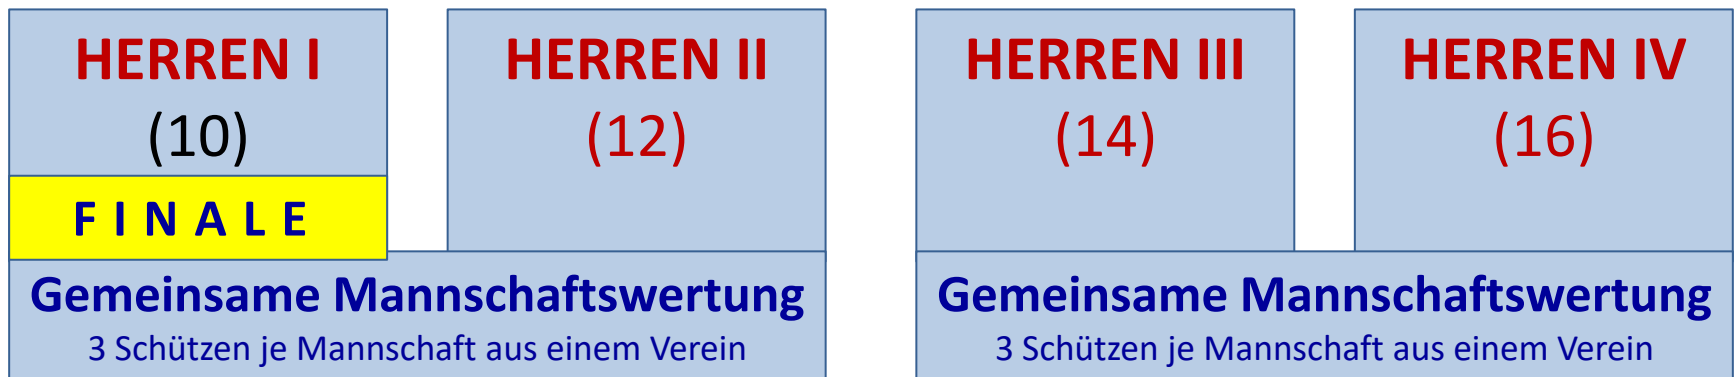 HERREN I
(10)
FINALE
HERREN II
(12)
Gemeinsame Mannschaftswertung
3 Schützen je Mannschaft aus einem Verein
HERREN III
(14)
HERREN IV
(16)
Gemeinsame Mannschaftswertung
3 Schützen je Mannschaft aus einem Verein